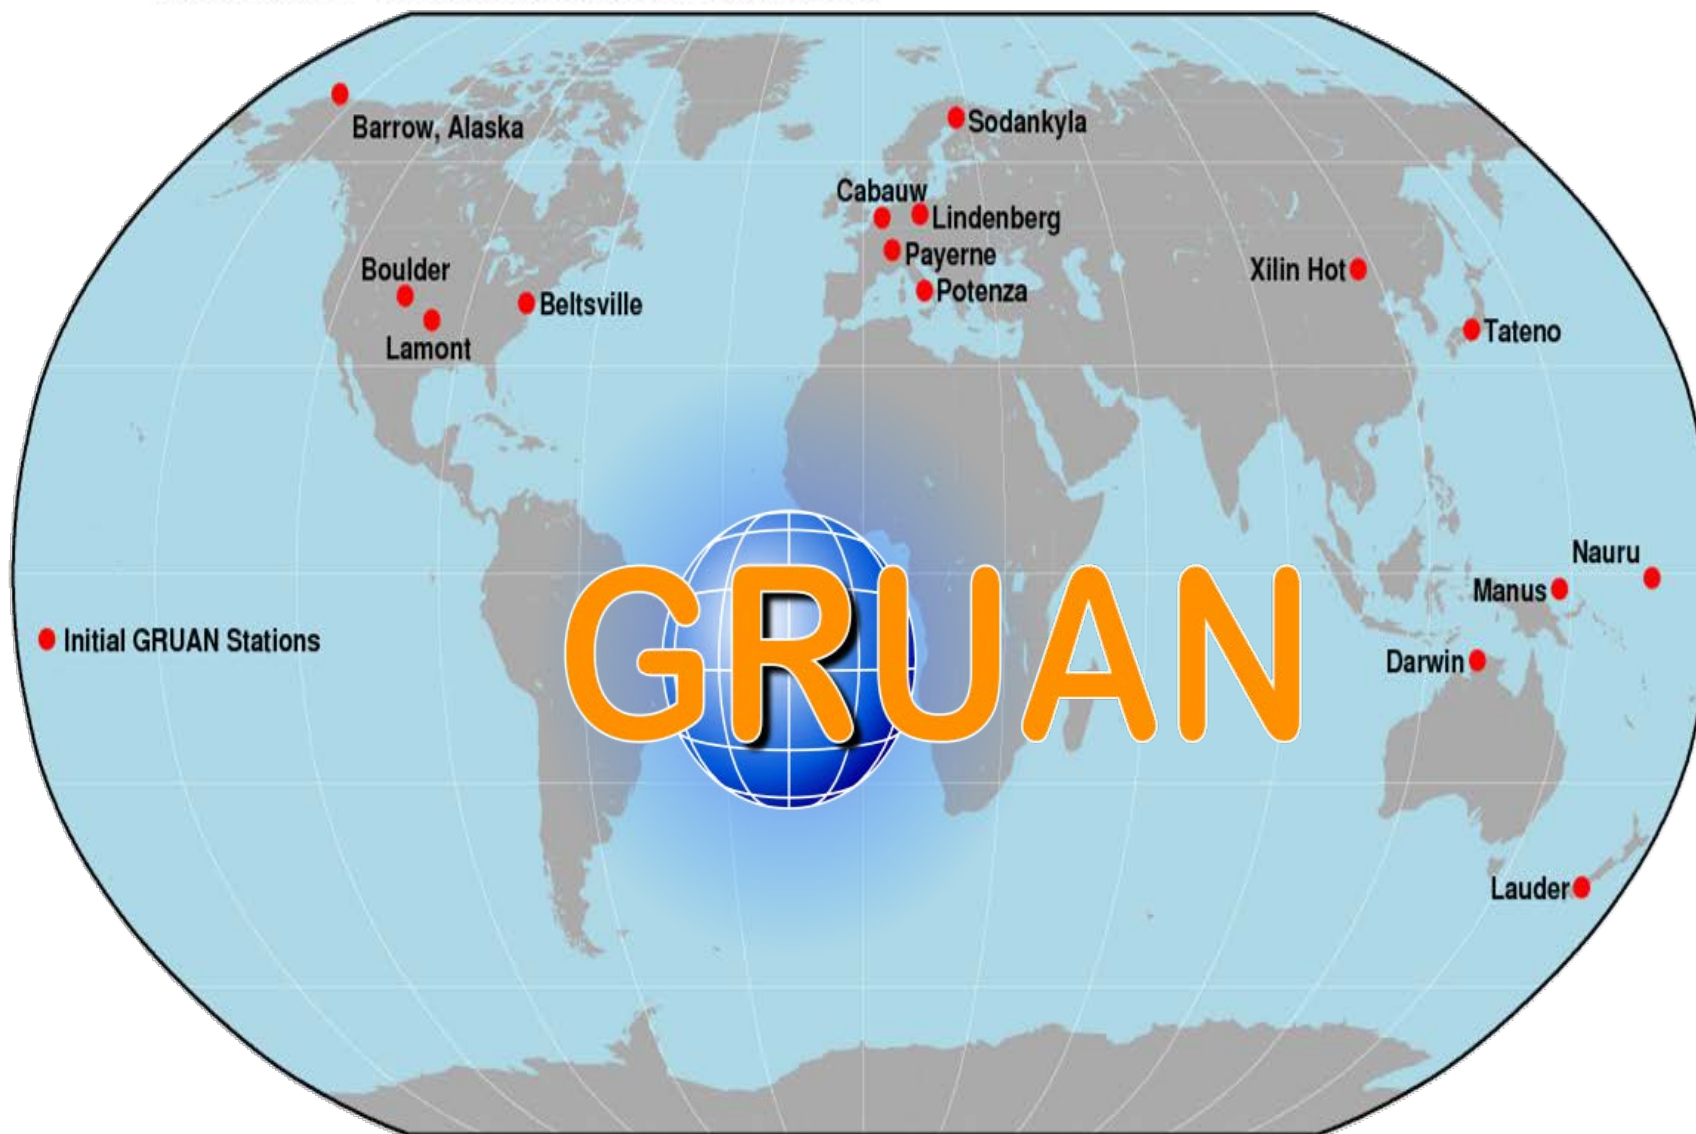 Barrow, Alaska
Sodankyla
Cabauw
Lindenberg
Payerne
Boulder
Xilin Hot
Potenza
Beltsville
Tateno
Lamont
Nauru
Manus
GRUAN
Initial GRUAN Stations
Darwin
Lauder